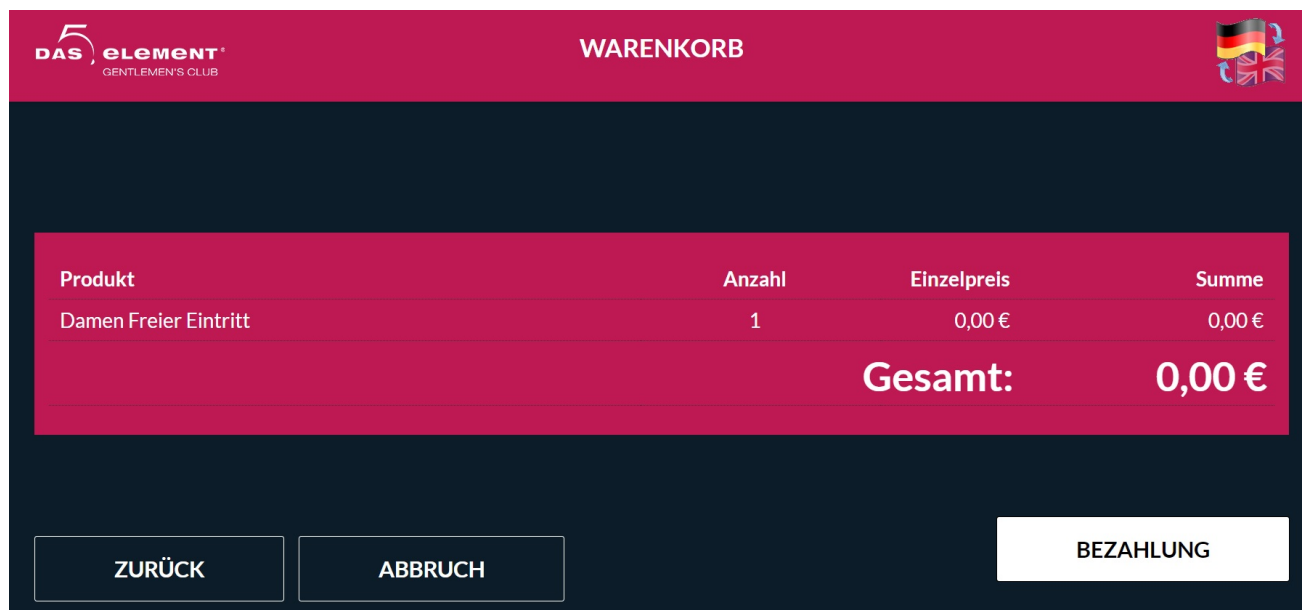 DAS 5 eLeMeNT®
GENTLEMEN'S CLUB
WARENKORB
Produkt Anzahl Einzelpreis Summe
Damen Freier Eintritt 1 0,00 € 0,00 €
Gesamt: 0,00 €
ZURÜCK ABBRUCH BEZAHLUNG